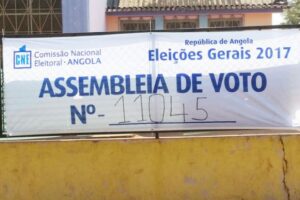 CNE
Comissão Nacional
Eleitoral - ANGOLA
República de Angola
Eleições Gerais 2017
ASSEMBLEIA DE VOTO
Nº- 11045